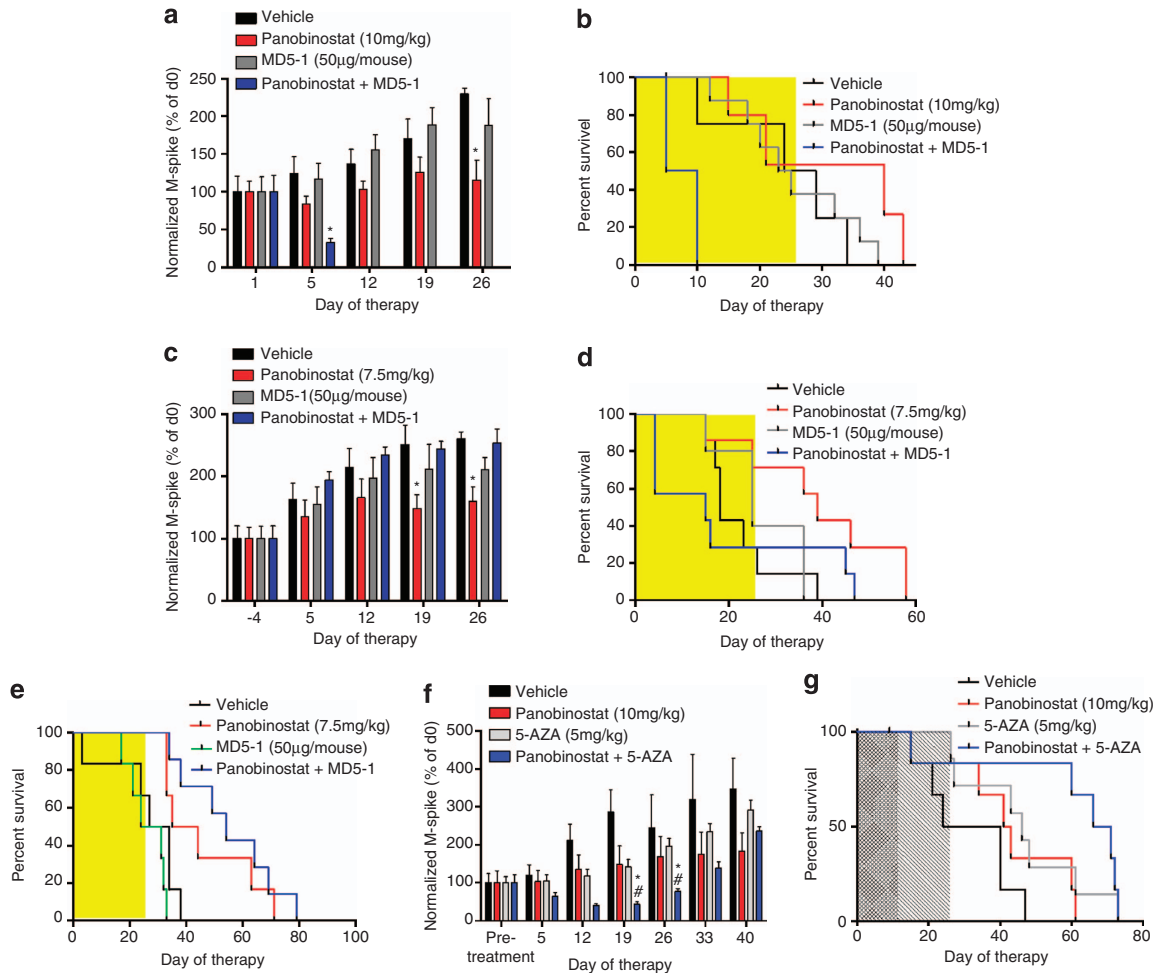 a
Vehicle
Panobinostat (10mg/kg)
MD5-1 (50µg/mouse)
Panobinostat + MD5-1
Normalized M-spike (% of d0)
250
200
150
100
50
0
*
*
1 5 12 19 26
Day of therapy
b
Vehicle
Panobinostat (10mg/kg)
MD5-1 (50µg/mouse)
Panobinostat + MD5-1
Percent survival
100
80
60
40
20
0
0 10 20 30 40
Day of therapy
c
Vehicle
Panobinostat (7.5mg/kg)
MD5-1(50µg/mouse)
Panobinostat + MD5-1
Normalized M-spike (% of d0)
300
200
100
0
*
*
-4 5 12 19 26
Day of therapy
d
Vehicle
Panobinostat (7.5mg/kg)
MD5-1 (50µg/mouse)
Panobinostat + MD5-1
Percent survival
100
80
60
40
20
0
0 20 40 60
Day of therapy
e
Vehicle
Panobinostat (7.5mg/kg)
MD5-1 (50µg/mouse)
Panobinostat + MD5-1
Percent survival
100
80
60
40
20
0
0 20 40 60 80 100
Day of therapy
f
Vehicle
Panobinostat (10mg/kg)
5-AZA (5mg/kg)
Panobinostat + 5-AZA
Normalized M-spike (% of d0)
500
400
300
200
100
0
*
#
*
#
Pre- 5 12 19 26 33 40
treatment
Day of therapy
g
Vehicle
Panobinostat (10mg/kg)
5-AZA (5mg/kg)
Panobinostat + 5-AZA
Percent survival
100
50
0
0 20 40 60 80
Day of therapy